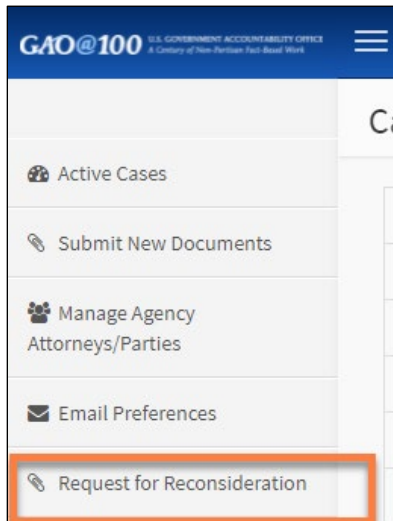 GAO@100 U.S. GOVERNMENT ACCOUNTABILITY OFFICE
A Century of Non-Partisan Fact-Based Work
Ca
Active Cases
Submit New Documents
Manage Agency
Attorneys/Parties
Email Preferences
Request for Reconsideration